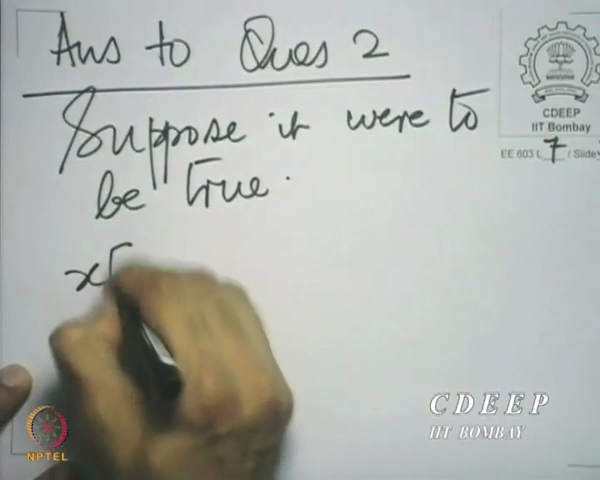 Ans to Ques 2
Suppose it were to
be true.
x[
CDEEP
IIT Bombay
EE 603 L 7 / Slide
CDEEP
IIT BOMBAY
NPTEL